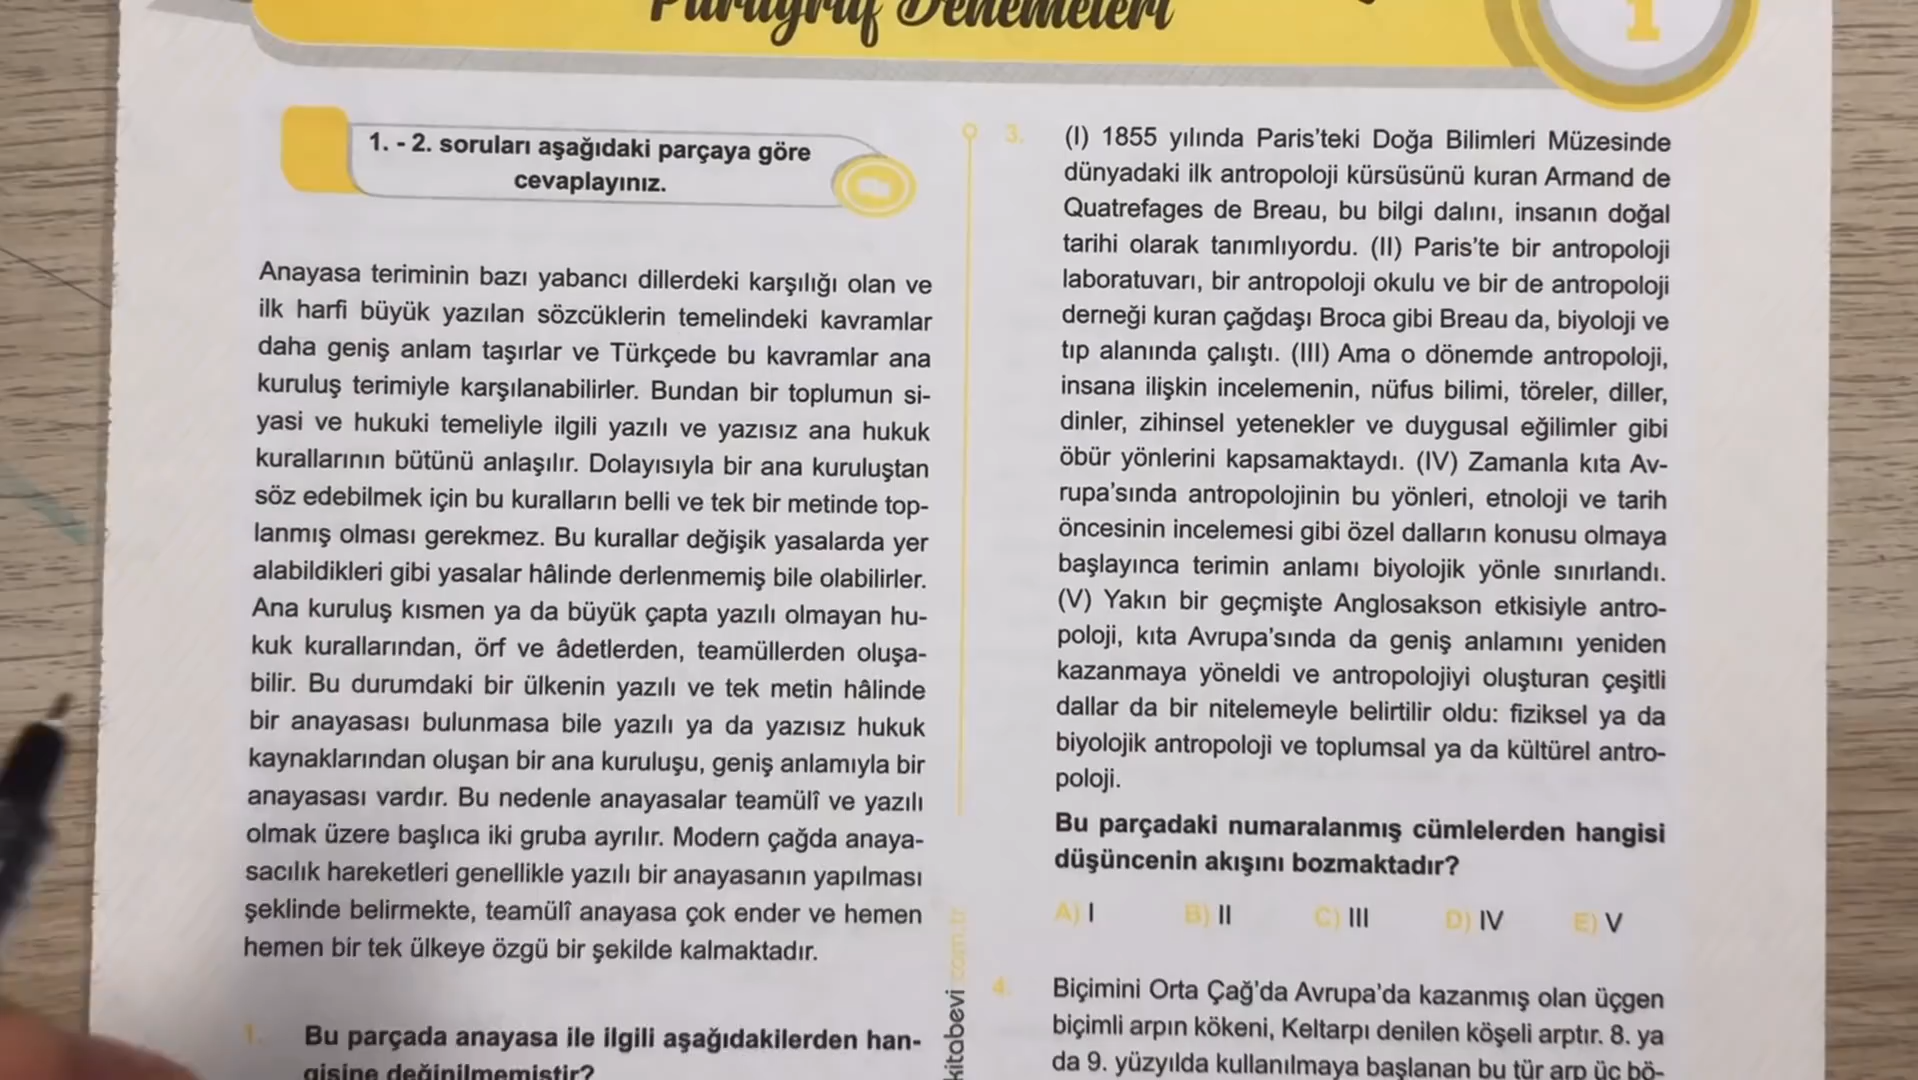 Paragraf Denemeleri
1
1. - 2. soruları aşağıdaki parçaya göre
cevaplayınız.
Anayasa teriminin bazı yabancı dillerdeki karşılığı olan ve
ilk harfi büyük yazılan sözcüklerin temelindeki kavramlar
daha geniş anlam taşırlar ve Türkçede bu kavramlar ana
kuruluş terimiyle karşılanabilirler. Bundan bir toplumun si-
yasi ve hukuki temeliyle ilgili yazılı ve yazısız ana hukuk
kurallarının bütünü anlaşılır. Dolayısıyla bir ana kuruluştan
söz edebilmek için bu kuralların belli ve tek bir metinde top-
lanmış olması gerekmez. Bu kurallar değişik yasalarda yer
alabildikleri gibi yasalar hâlinde derlenmemiş bile olabilirler.
Ana kuruluş kısmen ya da büyük çapta yazılı olmayan hu-
kuk kurallarından, örf ve âdetlerden, teamüllerden oluşa-
bilir. Bu durumdaki bir ülkenin yazılı ve tek metin hâlinde
bir anayasası bulunmasa bile yazılı ya da yazısız hukuk
kaynaklarından oluşan bir ana kuruluşu, geniş anlamıyla bir
anayasası vardır. Bu nedenle anayasalar teamülî ve yazılı
olmak üzere başlıca iki gruba ayrılır. Modern çağda anaya-
sacılık hareketleri genellikle yazılı bir anayasanın yapılması
şeklinde belirmekte, teamülî anayasa çok ender ve hemen
hemen bir tek ülkeye özgü bir şekilde kalmaktadır.
1. Bu parçada anayasa ile ilgili aşağıdakilerden han-
gisine değinilmemiştir?
kitabevi.com.tr
3. (I) 1855 yılında Paris'teki Doğa Bilimleri Müzesinde
dünyadaki ilk antropoloji kürsüsünü kuran Armand de
Quatrefages de Breau, bu bilgi dalını, insanın doğal
tarihi olarak tanımlıyordu. (II) Paris'te bir antropoloji
laboratuvarı, bir antropoloji okulu ve bir de antropoloji
derneği kuran çağdaşı Broca gibi Breau da, biyoloji ve
tıp alanında çalıştı. (III) Ama o dönemde antropoloji,
insana ilişkin incelemenin, nüfus bilimi, töreler, diller,
dinler, zihinsel yetenekler ve duygusal eğilimler gibi
öbür yönlerini kapsamaktaydı. (IV) Zamanla kıta Av-
rupa'sında antropolojinin bu yönleri, etnoloji ve tarih
öncesinin incelemesi gibi özel dalların konusu olmaya
başlayınca terimin anlamı biyolojik yönle sınırlandı.
(V) Yakın bir geçmişte Anglosakson etkisiyle antro-
poloji, kıta Avrupa'sında da geniş anlamını yeniden
kazanmaya yöneldi ve antropolojiyi oluşturan çeşitli
dallar da bir nitelemeyle belirtilir oldu: fiziksel ya da
biyolojik antropoloji ve toplumsal ya da kültürel antro-
poloji.
Bu parçadaki numaralanmış cümlelerden hangisi
düşüncenin akışını bozmaktadır?
A) I B) II C) III D) IV E) V
4. Biçimini Orta Çağ'da Avrupa'da kazanmış olan üçgen
biçimli arpın kökeni, Keltarpı denilen köşeli arptır. 8. ya
da 9. yüzyılda kullanılmaya başlanan bu tür arp üç bö-